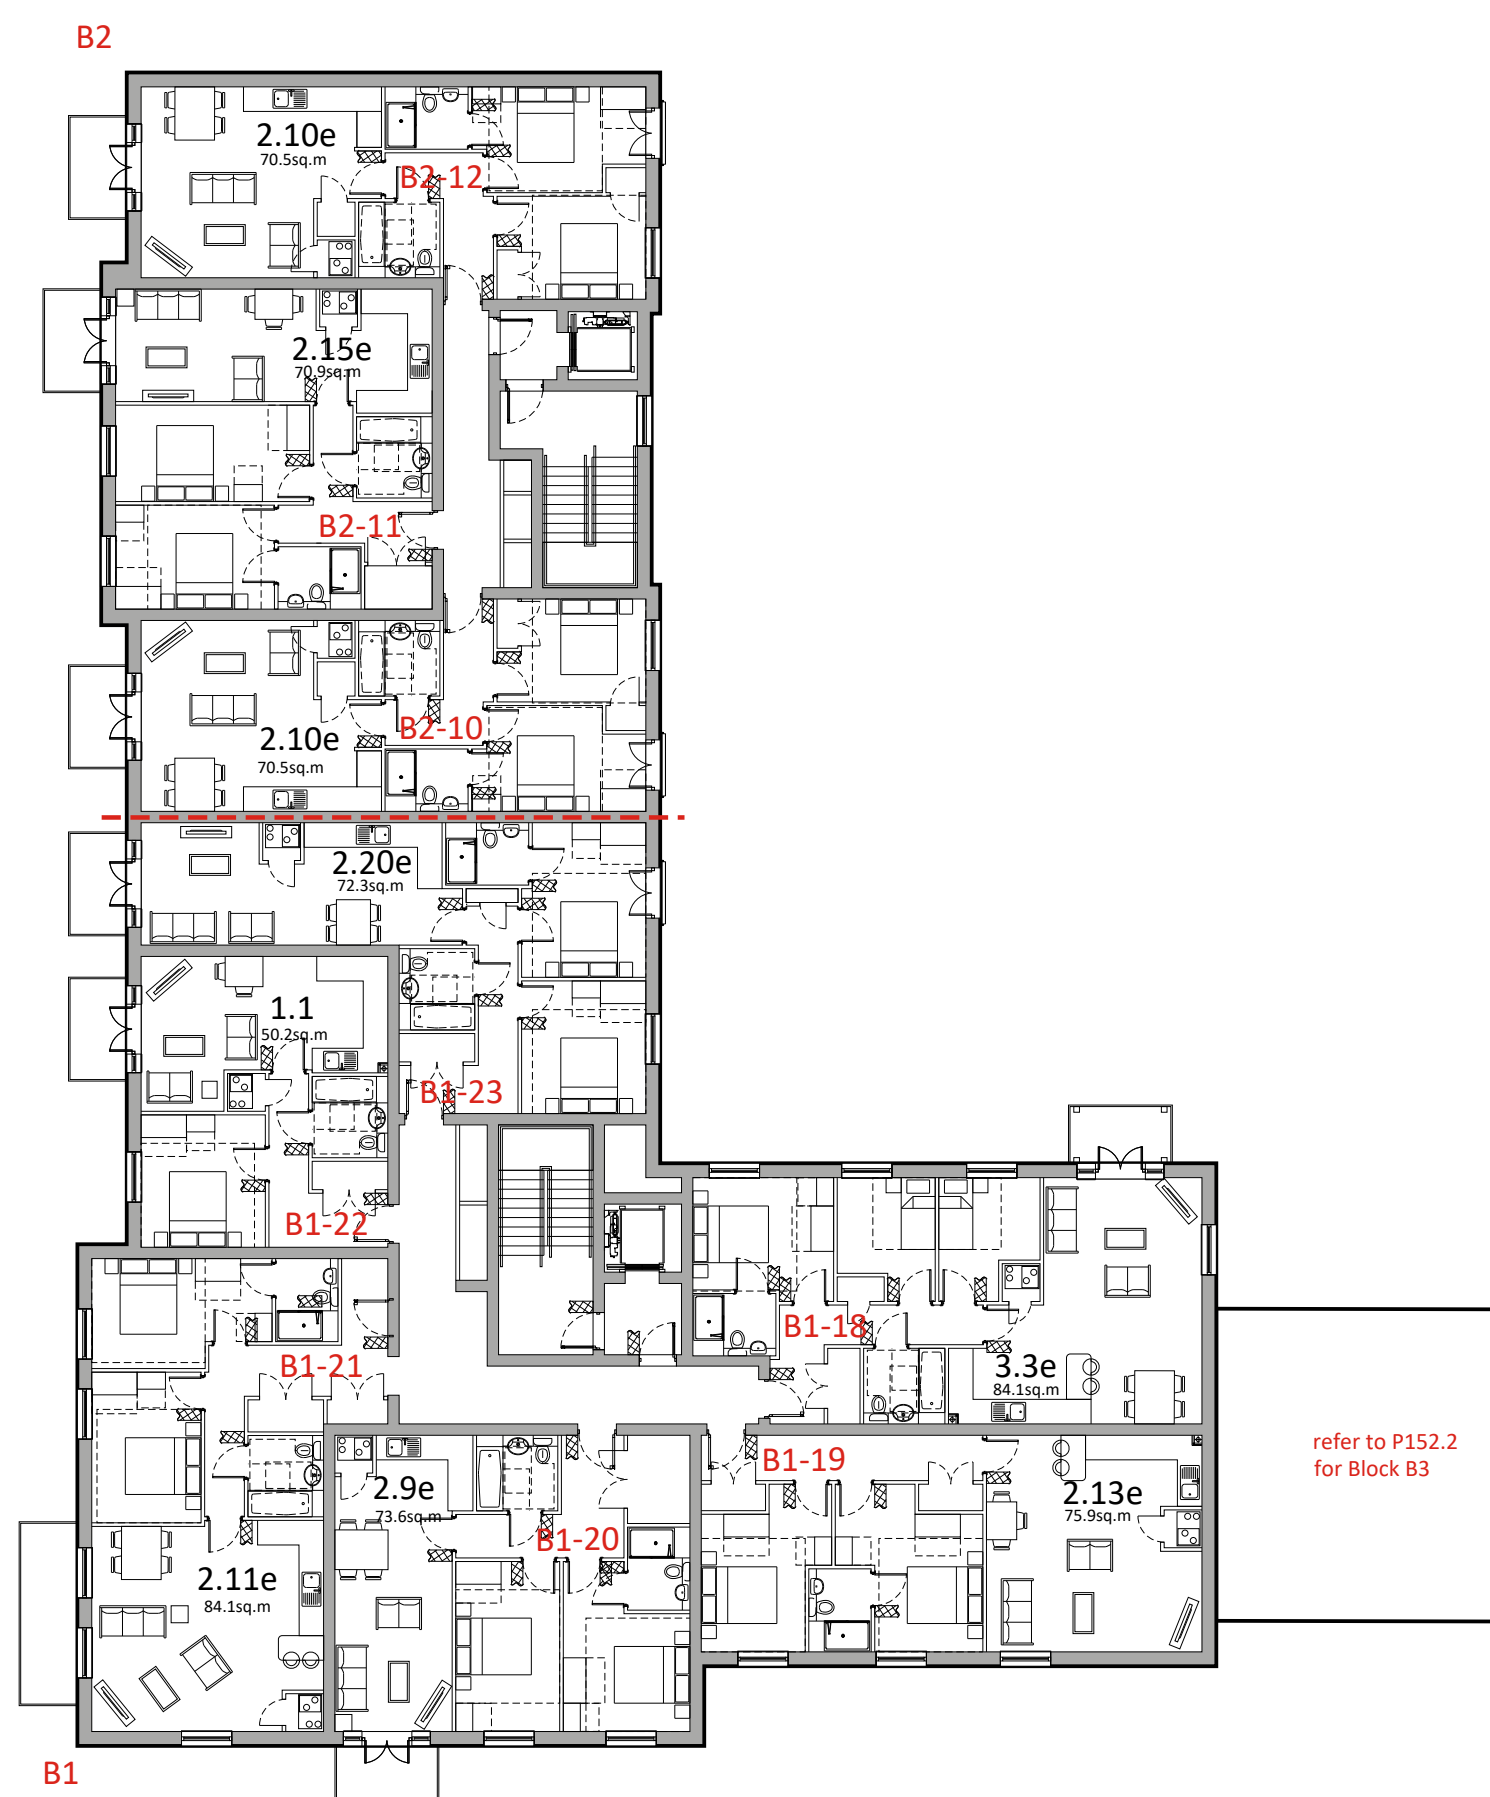 B2
2.10e
70.5sq.m
B2-12
2.15e
70.9sq.m
B2-11
B2-10
2.10e
70.5sq.m
2.20e
72.3sq.m
1.1
50.2sq.m
B1-23
B1-22
B1-21
B1-18
3.3e
84.1sq.m
B1-19
refer to P152.2
for Block B3
2.9e
73.6sq.m
2.13e
75.9sq.m
B1-20
2.11e
84.1sq.m
B1